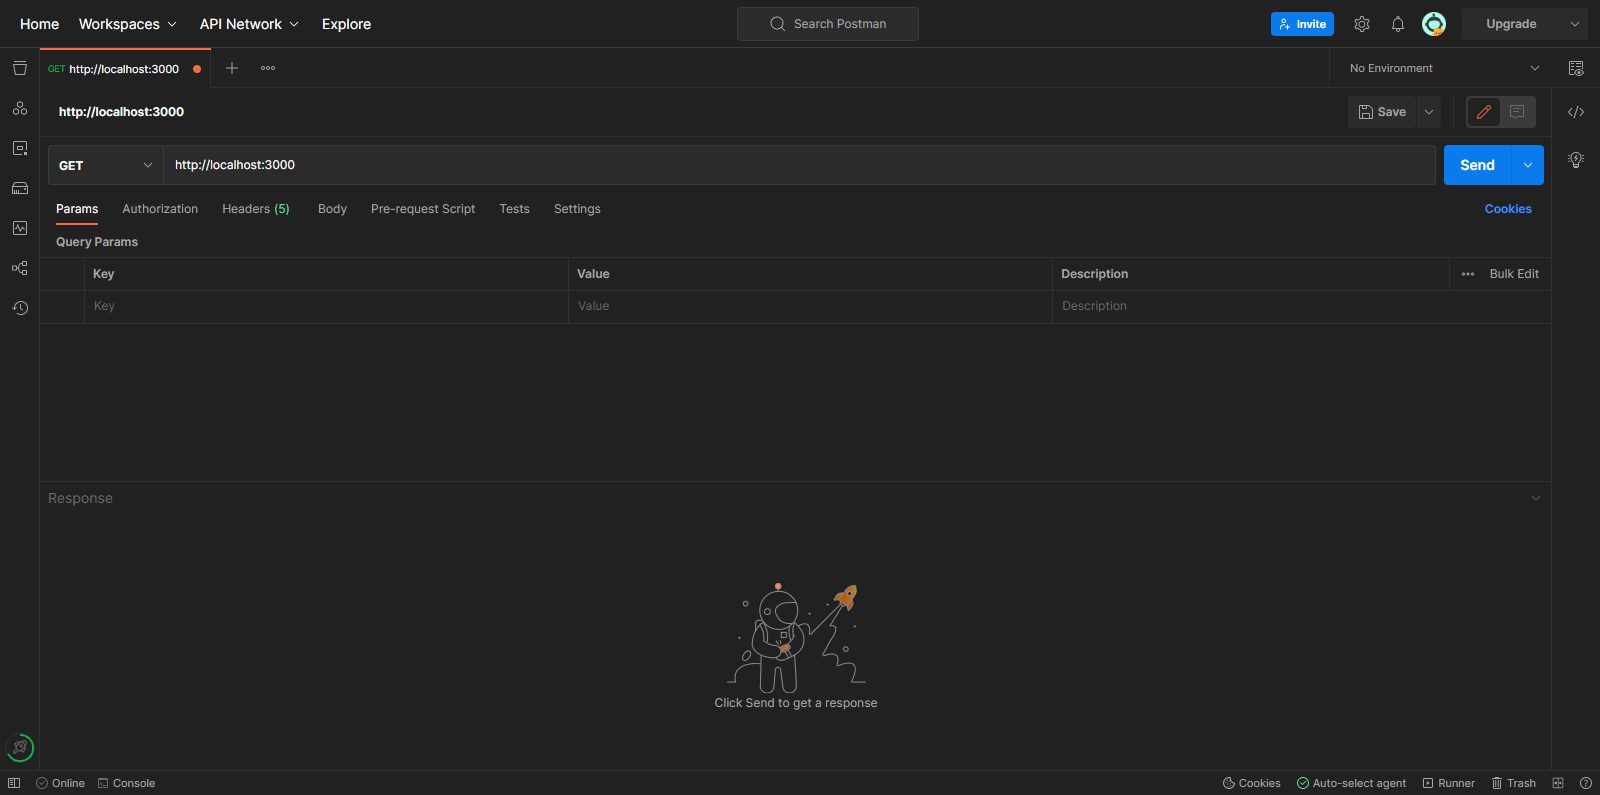 Home Workspaces API Network Explore Search Postman Invite Upgrade
GET http://localhost:3000 No Environment
http://localhost:3000 Save
GET http://localhost:3000 Send
Params Authorization Headers (5) Body Pre-request Script Tests Settings Cookies
Query Params
Key Value Description Bulk Edit
Key Value Description
Response
Click Send to get a response
Online Console Cookies Auto-select agent Runner Trash